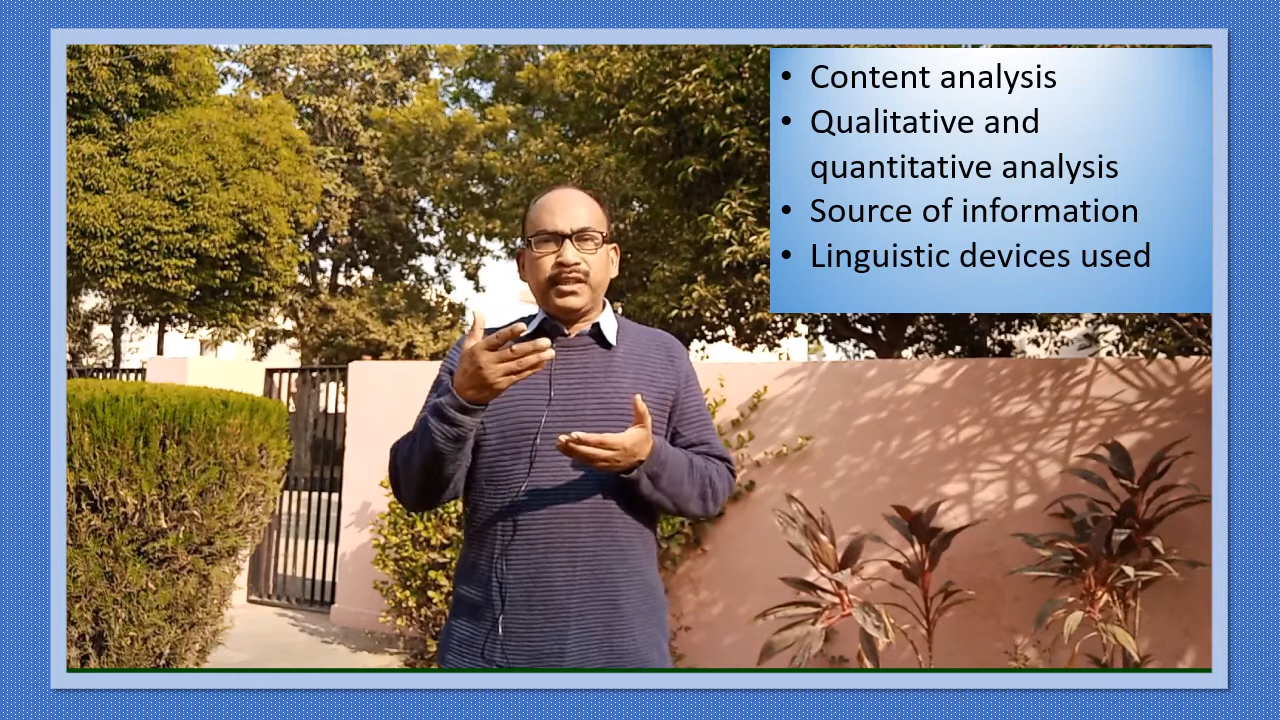 • Content analysis
• Qualitative and
quantitative analysis
• Source of information
• Linguistic devices used